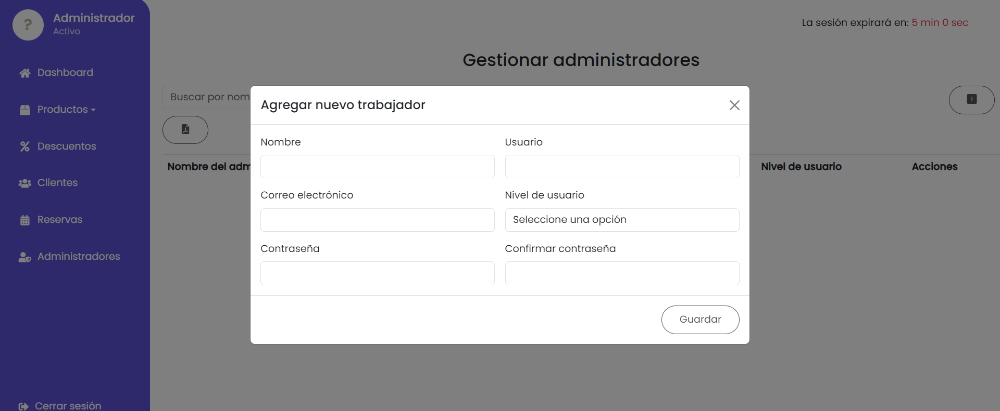 ?
Administrador
Activo
Dashboard
Productos
Descuentos
Clientes
Reservas
Administradores
Cerrar sesión
La sesión expirará en: 5 min 0 sec
Gestionar administradores
Buscar por nom
Nombre del adm
Nivel de usuario
Acciones
Agregar nuevo trabajador
Nombre
Usuario
Correo electrónico
Nivel de usuario
Seleccione una opción
Contraseña
Confirmar contraseña
Guardar